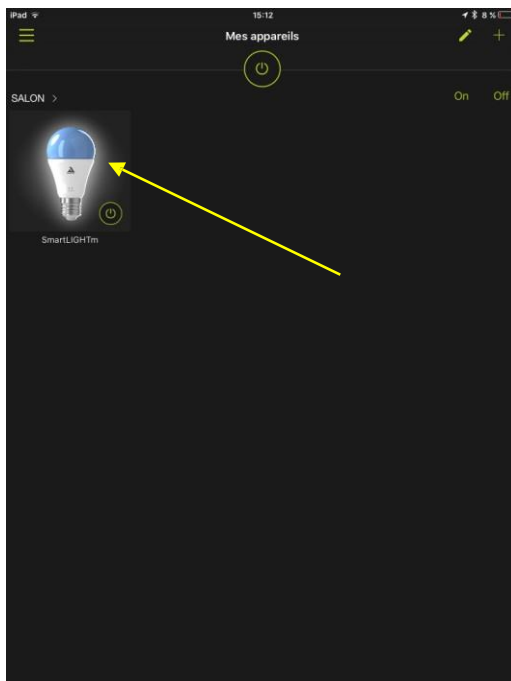 iPad 15:12 8 %
Mes appareils
SALON > On Off
SmartLIGHTm